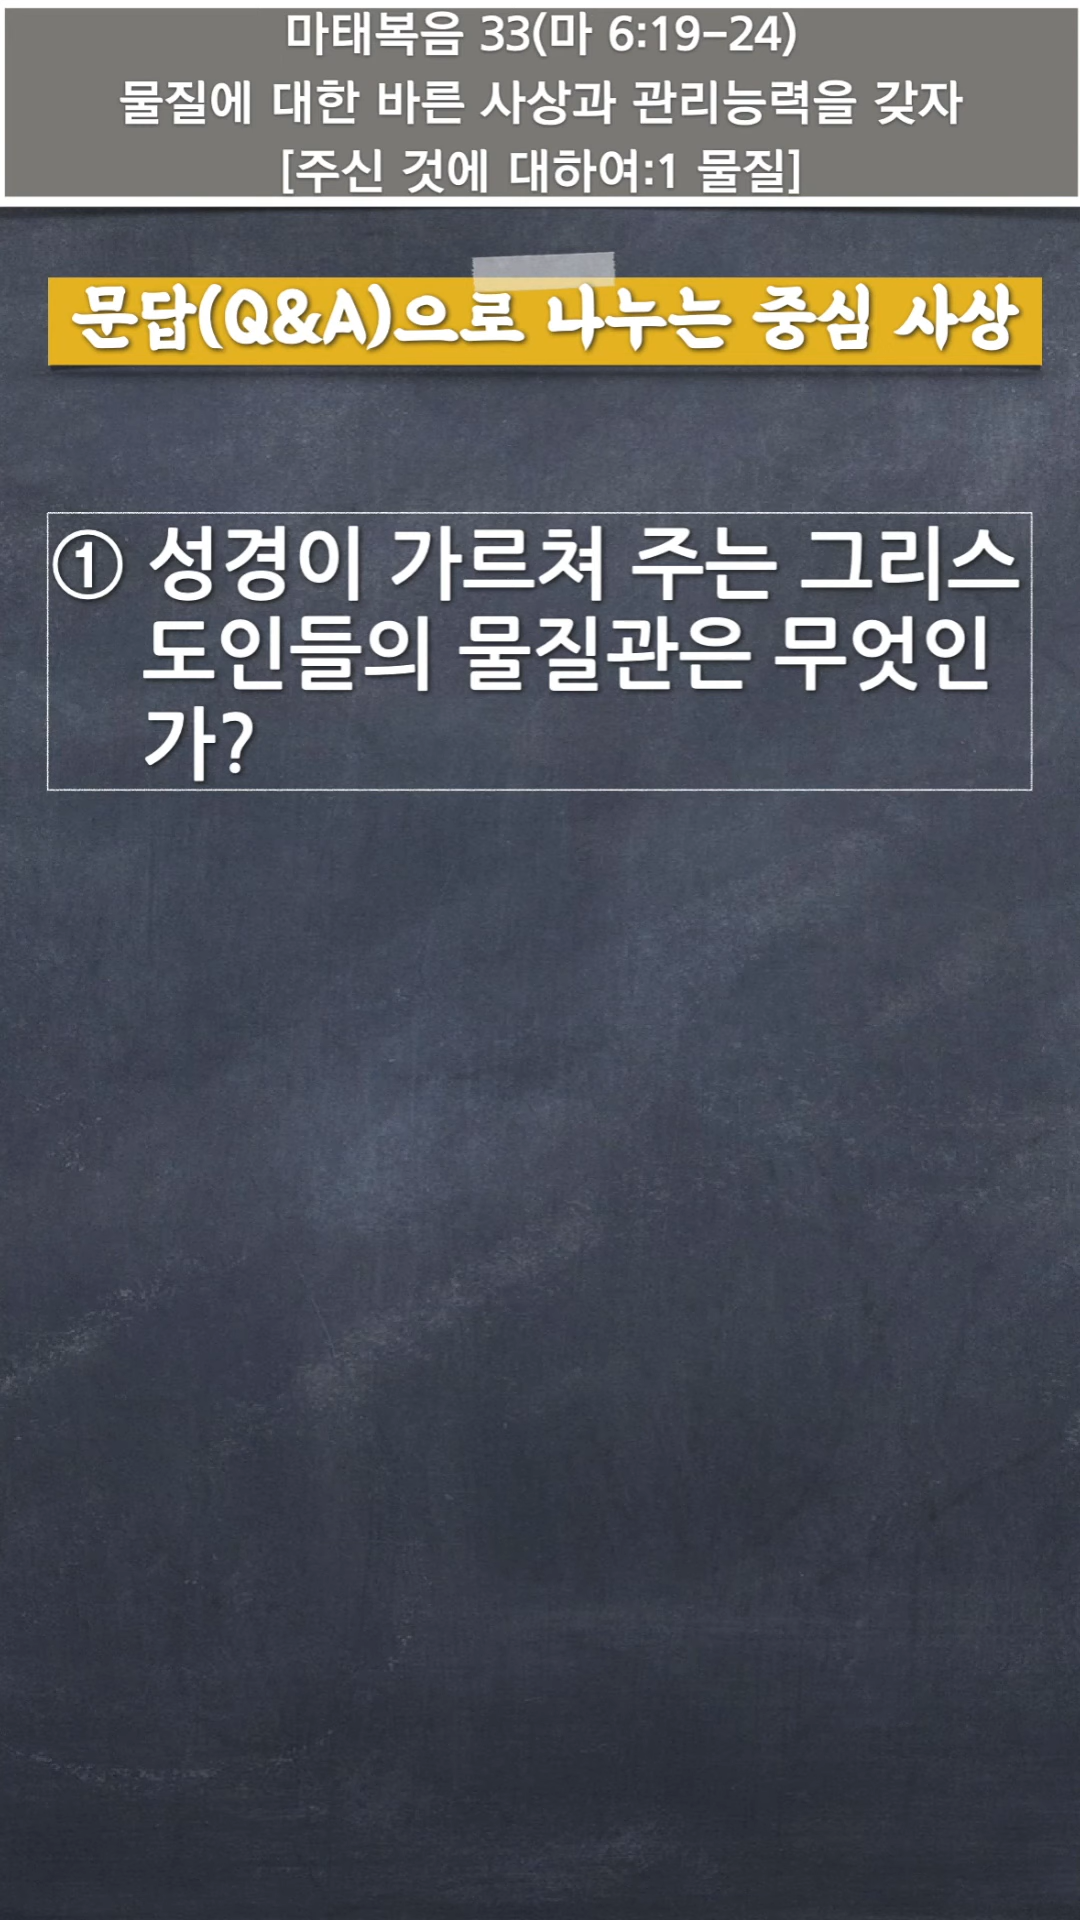 마태복음 33(마 6:19-24)
물질에 대한 바른 사상과 관리능력을 갖자
[주신 것에 대하여:1 물질]
문답(Q&A)으로 나누는 중심 사상
① 성경이 가르쳐 주는 그리스
도인들의 물질관은 무엇인
가?